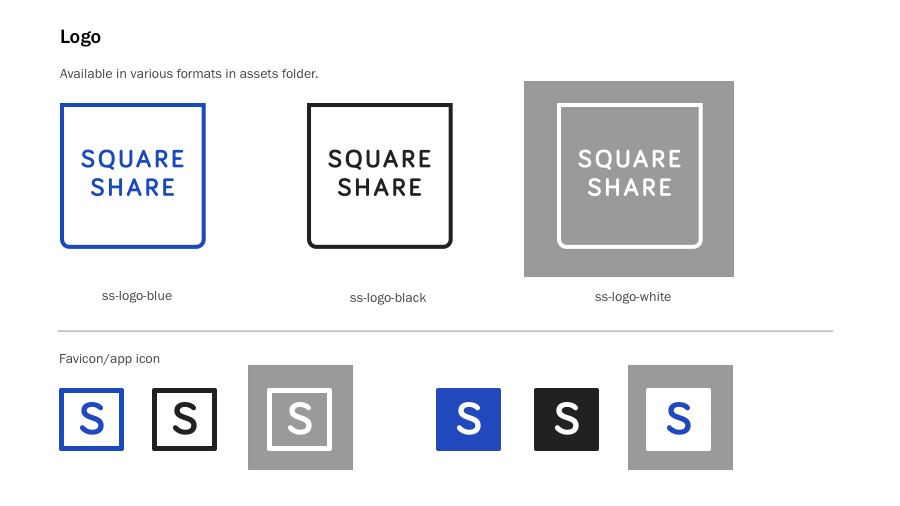 Logo
Available in various formats in assets folder.
SQUARE
SHARE
SQUARE
SHARE
SQUARE
SHARE
ss-logo-blue
ss-logo-black
ss-logo-white
Favicon/app icon
S S S S S S